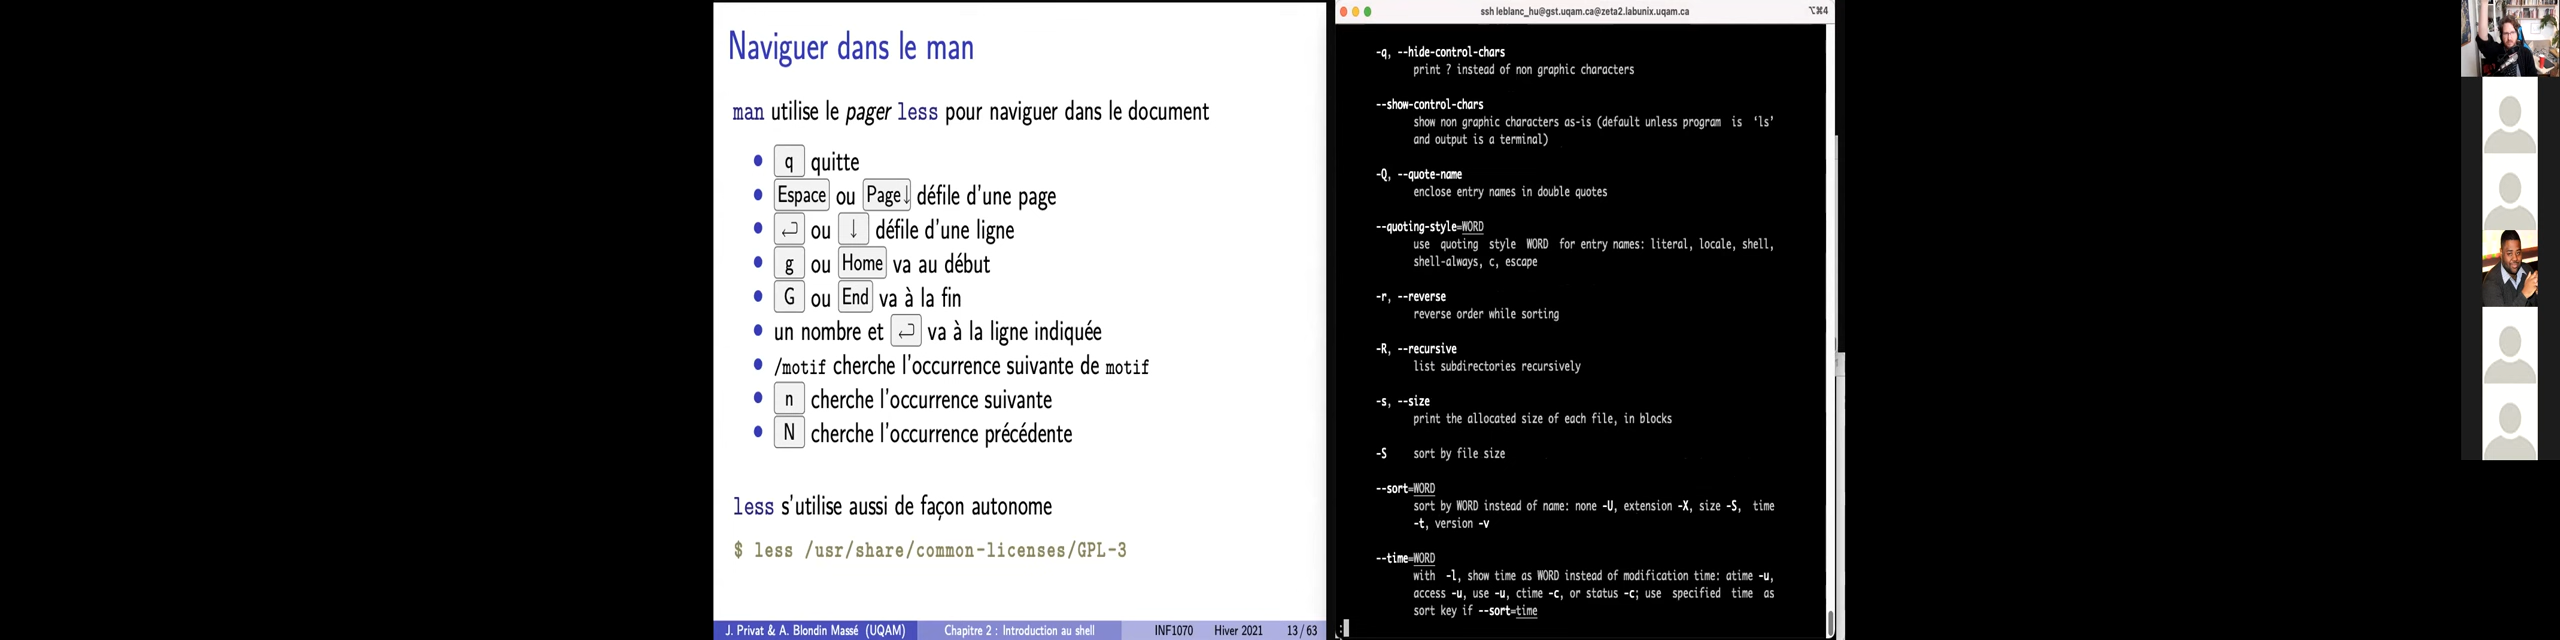 Naviguer dans le man
man utilise le pager less pour naviguer dans le document
• q quitte
• Espace ou Page↓ défile d'une page
• ↵ ou ↓ défile d'une ligne
• g ou Home va au début
• G ou End va à la fin
• un nombre et ↵ va à la ligne indiquée
• /motif cherche l'occurrence suivante de motif
• n cherche l'occurrence suivante
• N cherche l'occurrence précédente
less s'utilise aussi de façon autonome
$ less /usr/share/common-licenses/GPL-3
J. Privat & A. Blondin Massé (UQAM) Chapitre 2 : Introduction au shell INF1070 Hiver 2021 13 / 63
ssh leblanc_hu@gst.uqam.ca@zeta2.labunix.uqam.ca ⌥⌘4
-q, --hide-control-chars
print ? instead of non graphic characters
--show-control-chars
show non graphic characters as-is (default unless program is ‘ls’
and output is a terminal)
-Q, --quote-name
enclose entry names in double quotes
--quoting-style=WORD
use quoting style WORD for entry names: literal, locale, shell,
shell-always, c, escape
-r, --reverse
reverse order while sorting
-R, --recursive
list subdirectories recursively
-s, --size
print the allocated size of each file, in blocks
-S sort by file size
--sort=WORD
sort by WORD instead of name: none -U, extension -X, size -S, time
-t, version -v
--time=WORD
with -l, show time as WORD instead of modification time: atime -u,
access -u, use -u, ctime -c, or status -c; use specified time as
sort key if --sort=time
: